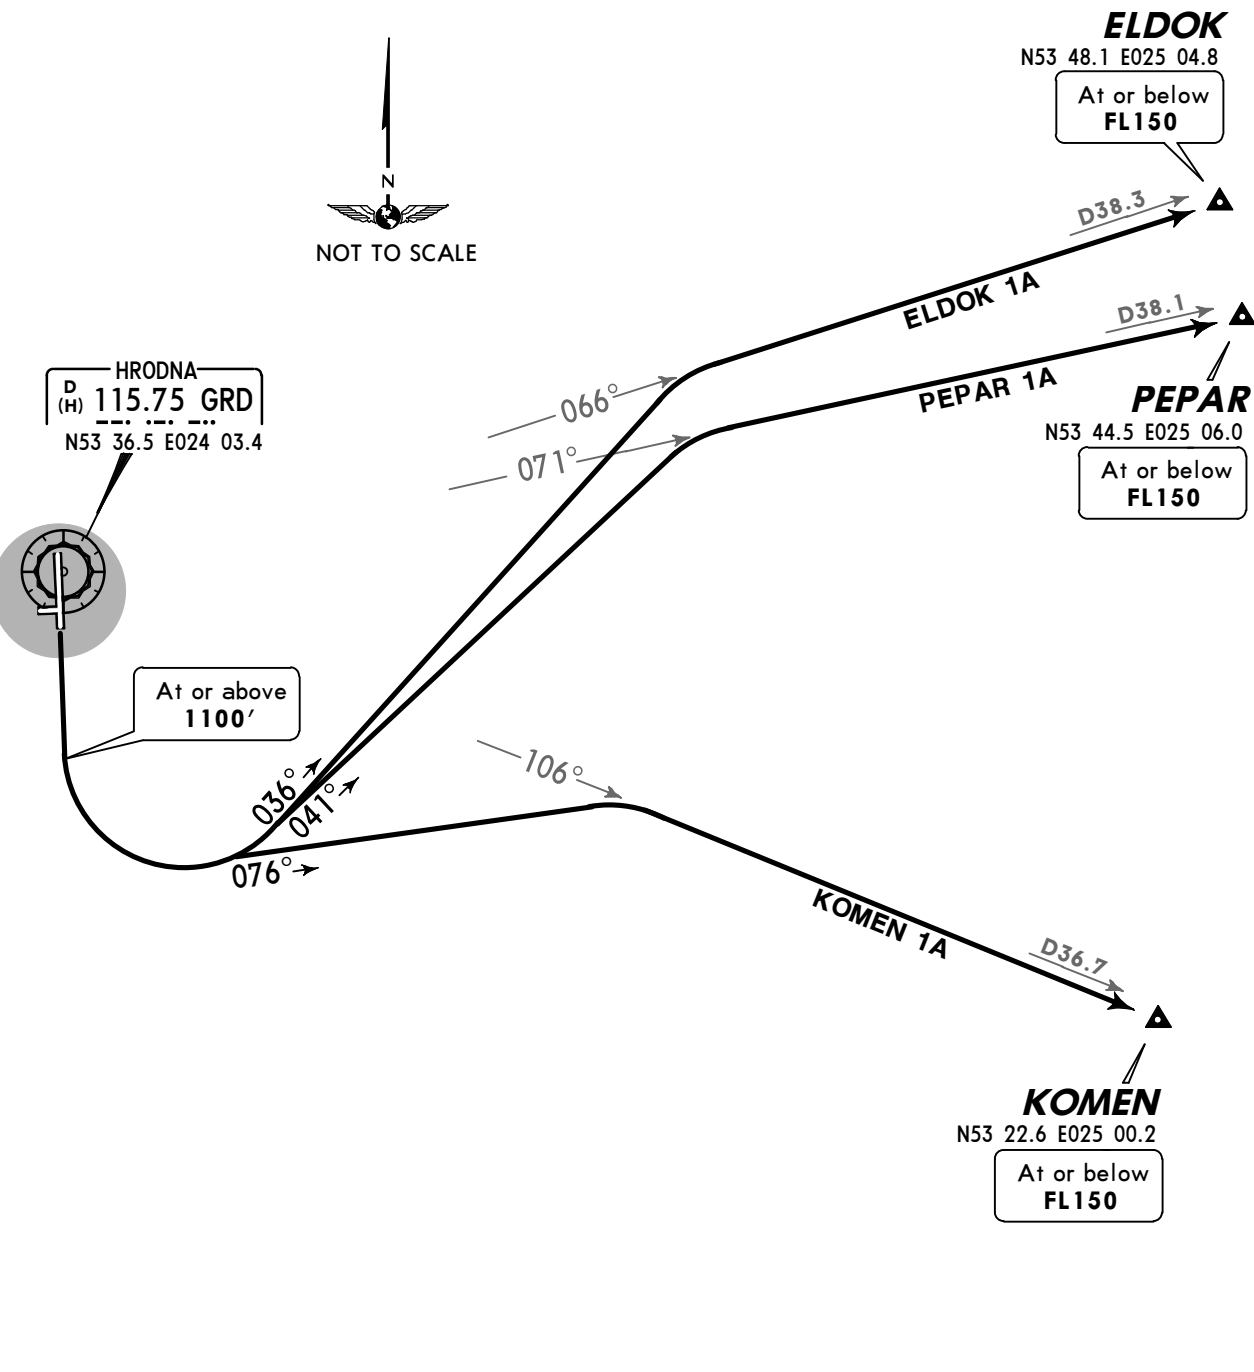 ELDOK
N53 48.1 E025 04.8
At or below
FL150
N
NOT TO SCALE
D38.3
ELDOK 1A
D38.1
PEPAR 1A
HRODNA
D
(H) 115.75 GRD
N53 36.5 E024 03.4
066°
071°
PEPAR
N53 44.5 E025 06.0
At or below
FL150
At or above
1100'
036°
041°
076°
106°
KOMEN 1A
D36.7
KOMEN
N53 22.6 E025 00.2
At or below
FL150